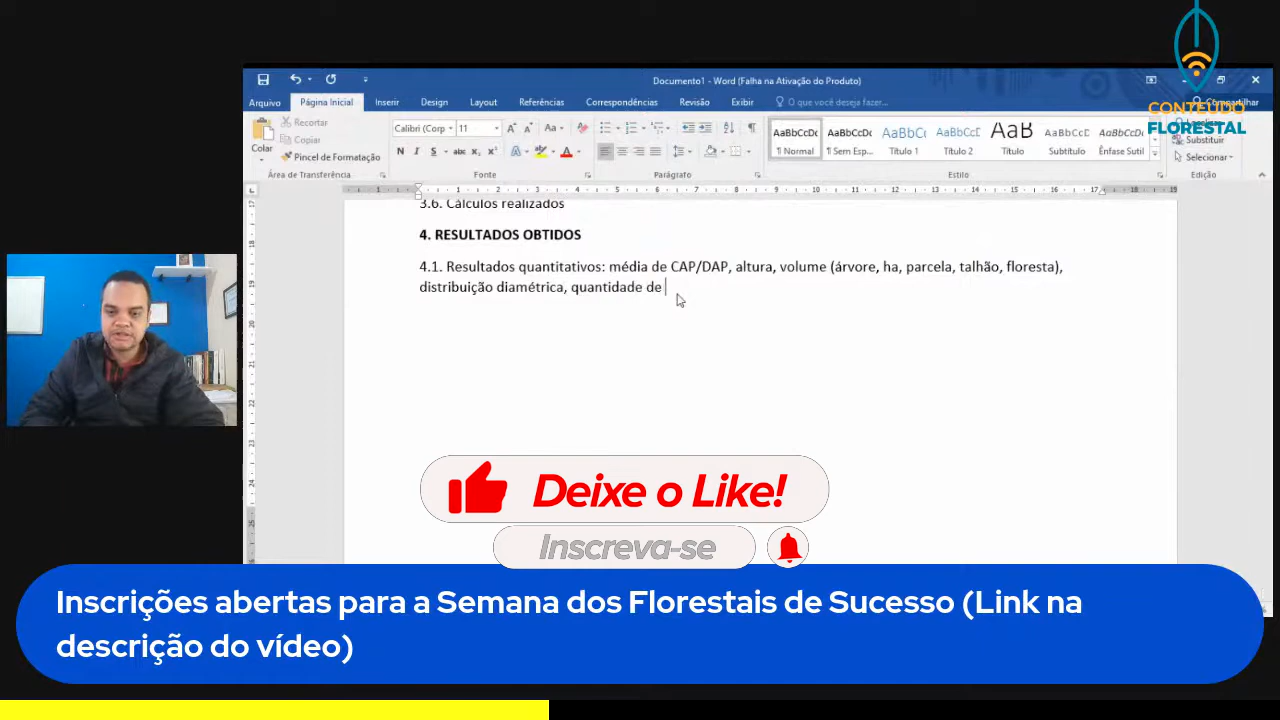 CONTEÚDO
FLORESTAL
Documento1 - Word (Falha na Ativação do Produto)
Arquivo
Página Inicial
Inserir
Design
Layout
Referências
Correspondências
Revisão
Exibir
O que você deseja fazer...
Compartilhar
Colar
Recortar
Copiar
Pincel de Formatação
Área de Transferência
Calibri (Corp
11
Fonte
Parágrafo
AaBbCcDc
¶ Normal
AaBbCcDc
¶ Sem Esp...
AaBbCc
Título 1
AaBbCcD
Título 2
AaB
Título
AaBbCcD
Subtítulo
AaBbCcDc
Ênfase Sutil
Estilo
Substituir
Selecionar
Edição
3.6. Cálculos realizados
4. RESULTADOS OBTIDOS
4.1. Resultados quantitativos: média de CAP/DAP, altura, volume (árvore, ha, parcela, talhão, floresta),
distribuição diamétrica, quantidade de
Deixe o Like!
Inscreva-se
Inscrições abertas para a Semana dos Florestais de Sucesso (Link na
descrição do vídeo)